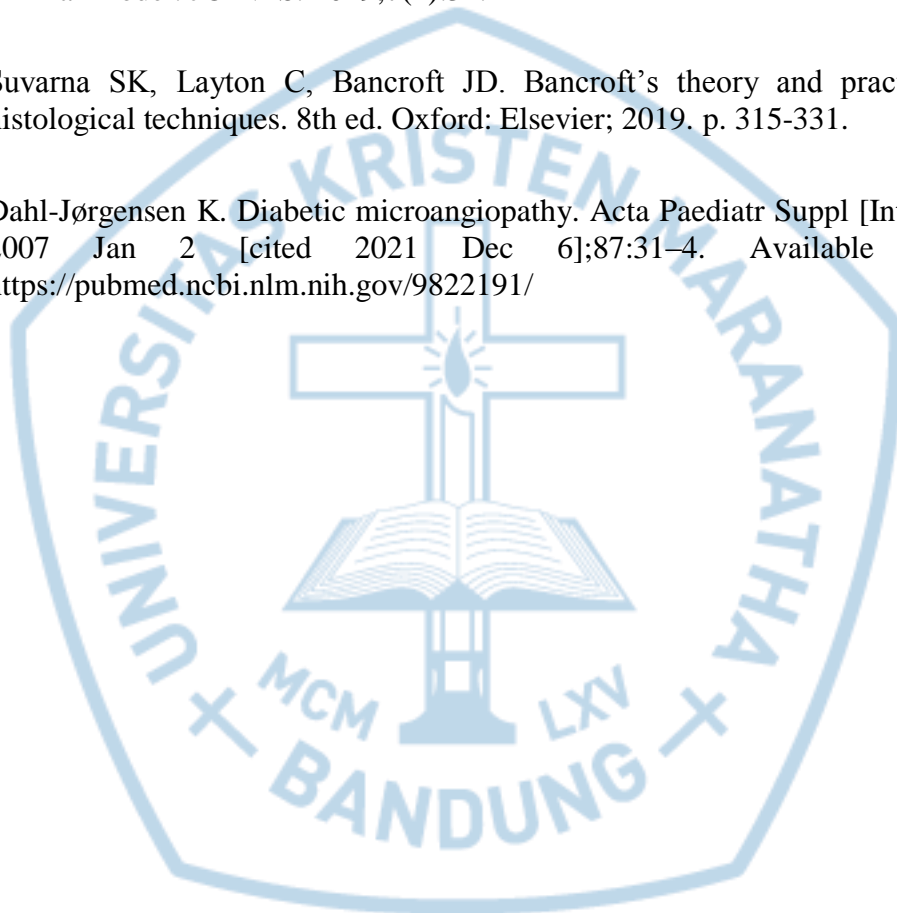 Suvarna SK, Layton C, Bancroft JD. Bancroft's theory and
histological techniques. 8th ed. Oxford: Elsevier; 2019. p. 315-331.
Dahl-Jørgensen K. Diabetic microangiopathy. Acta Paediatr Suppl
2007 Jan 2 [cited 2021 Dec 6];87:31–4. Available
https://pubmed.ncbi.nlm.nih.gov/9822191/
UNIVERSITAS KRISTEN MARANATHA
MCM LXV
BANDUNG